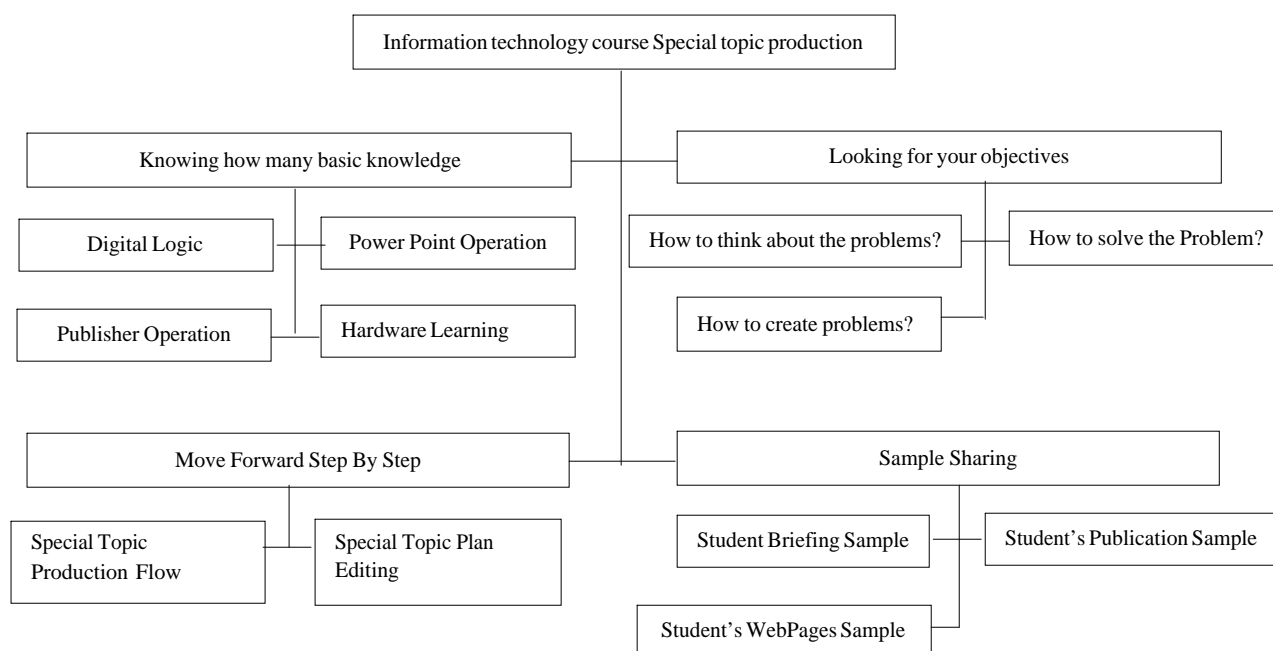 Information technology course Special topic production
Knowing how many basic knowledge
Looking for your objectives
Digital Logic
Power Point Operation
How to think about the problems?
How to solve the Problem?
Publisher Operation
Hardware Learning
How to create problems?
Move Forward Step By Step
Sample Sharing
Special Topic
Production Flow
Special Topic Plan
Editing
Student Briefing Sample
Student’s Publication Sample
Student’s WebPages Sample